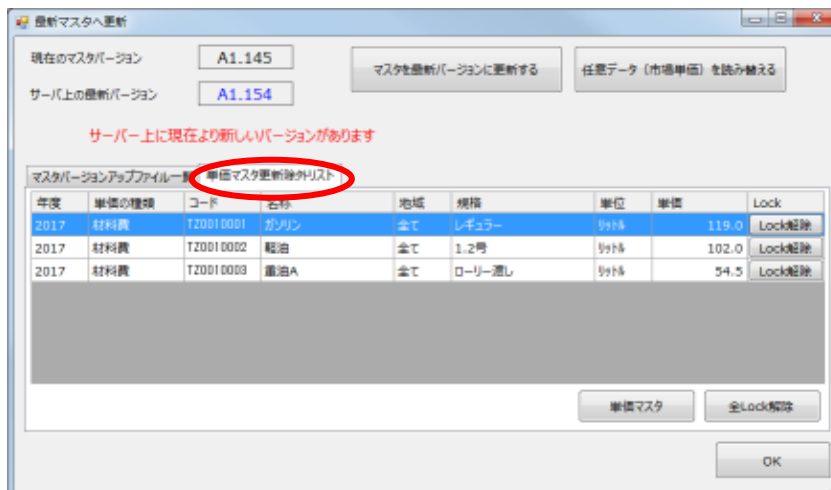 最新マスタへ更新
現在のマスタバージョン A1.145 マスタを最新バージョンに更新する 任意データ（市場単価）を読み替える
サーバ上の最新バージョン A1.154
サーバー上に現在より新しいバージョンがあります
マスタバージョンアップファイル一覧 単価マスタ更新除外リスト
年度 単価の種類 コード 名称 地域 規格 単位 単価 Lock
2017 材料費 TZ0010001 ガソリン 全て レギュラー リットル 119.0 Lock解除
2017 材料費 TZ0010002 軽油 全て 1.2号 リットル 102.0 Lock解除
2017 材料費 TZ0010003 重油A 全て ローリー渡し リットル 54.5 Lock解除
単価マスタ 全Lock解除
OK